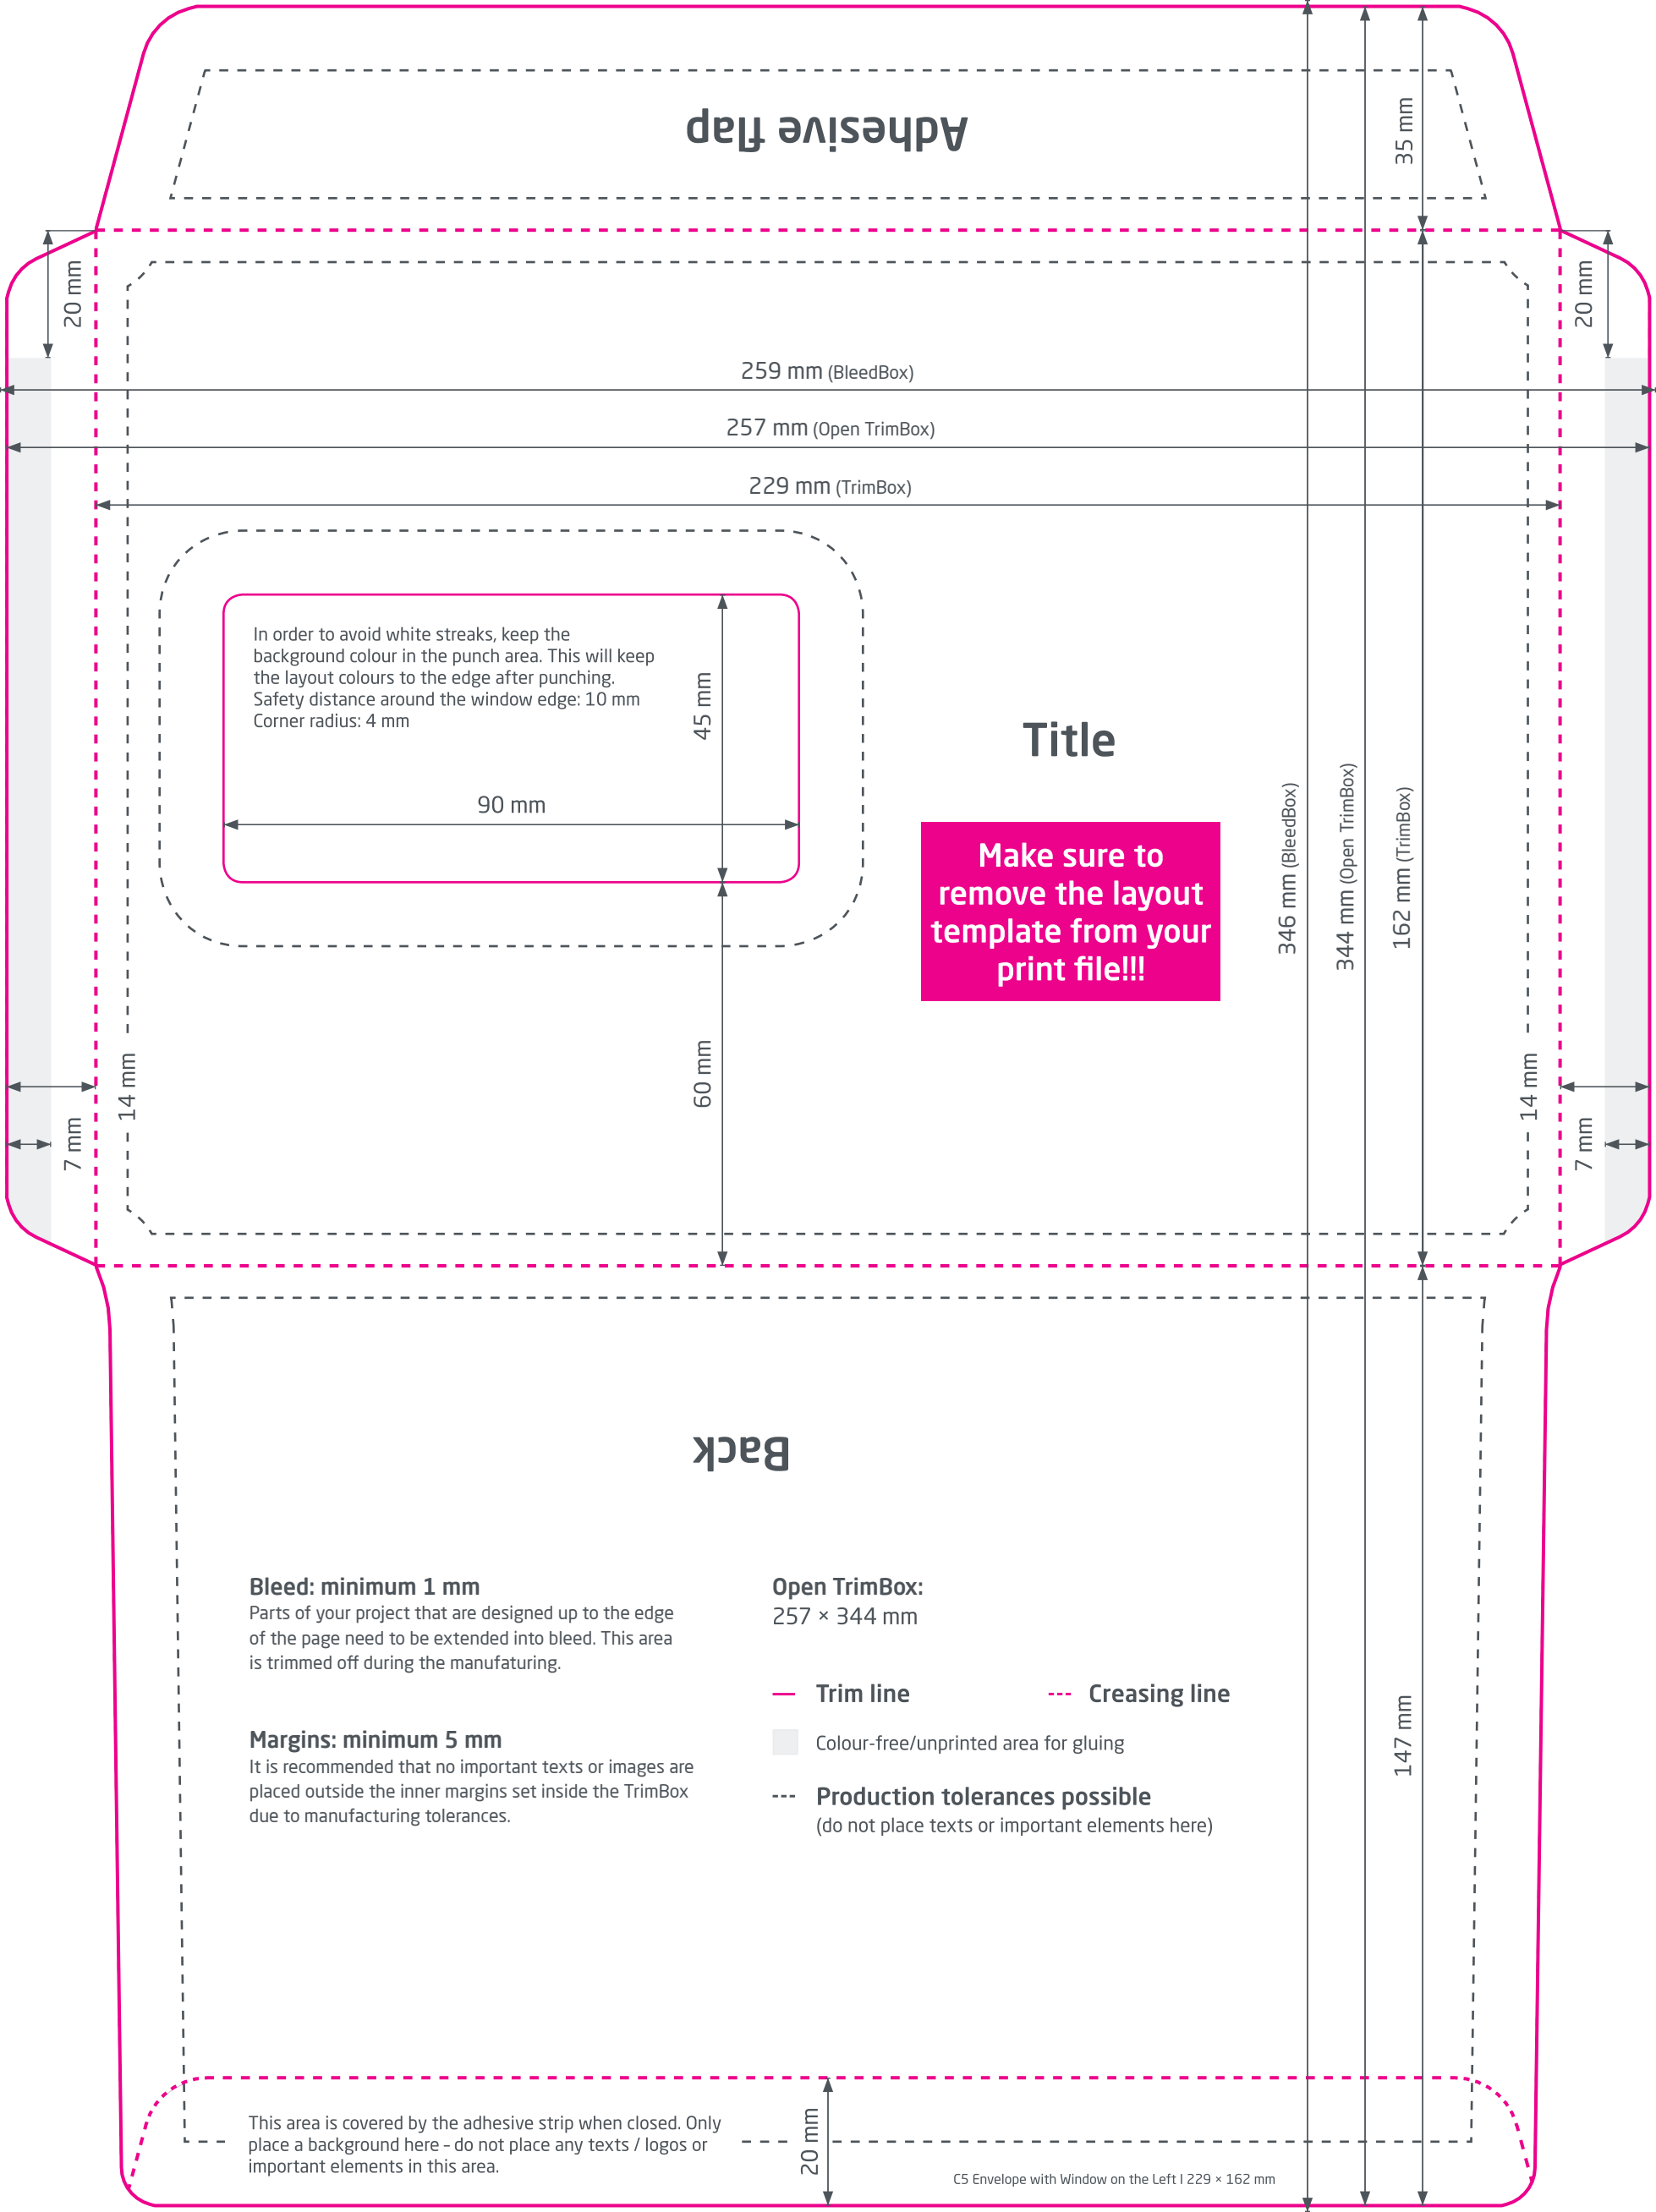 Adhesive flap
35 mm
20 mm
20 mm
259 mm (BleedBox)
257 mm (Open TrimBox)
229 mm (TrimBox)
In order to avoid white streaks, keep the
background colour in the punch area. This will keep
the layout colours to the edge after punching.
Safety distance around the window edge: 10 mm
Corner radius: 4 mm
45 mm
90 mm
Title
Make sure to
remove the layout
template from your
print file!!!
346 mm (BleedBox)
344 mm (Open TrimBox)
162 mm (TrimBox)
60 mm
14 mm
14 mm
7 mm
7 mm
Back
Bleed: minimum 1 mm
Parts of your project that are designed up to the edge
of the page need to be extended into bleed. This area
is trimmed off during the manufaturing.
Margins: minimum 5 mm
It is recommended that no important texts or images are
placed outside the inner margins set inside the TrimBox
due to manufacturing tolerances.
Open TrimBox:
257 × 344 mm
Trim line
Creasing line
Colour-free/unprinted area for gluing
Production tolerances possible
(do not place texts or important elements here)
147 mm
This area is covered by the adhesive strip when closed. Only
place a background here – do not place any texts / logos or
important elements in this area.
20 mm
C5 Envelope with Window on the Left I 229 × 162 mm